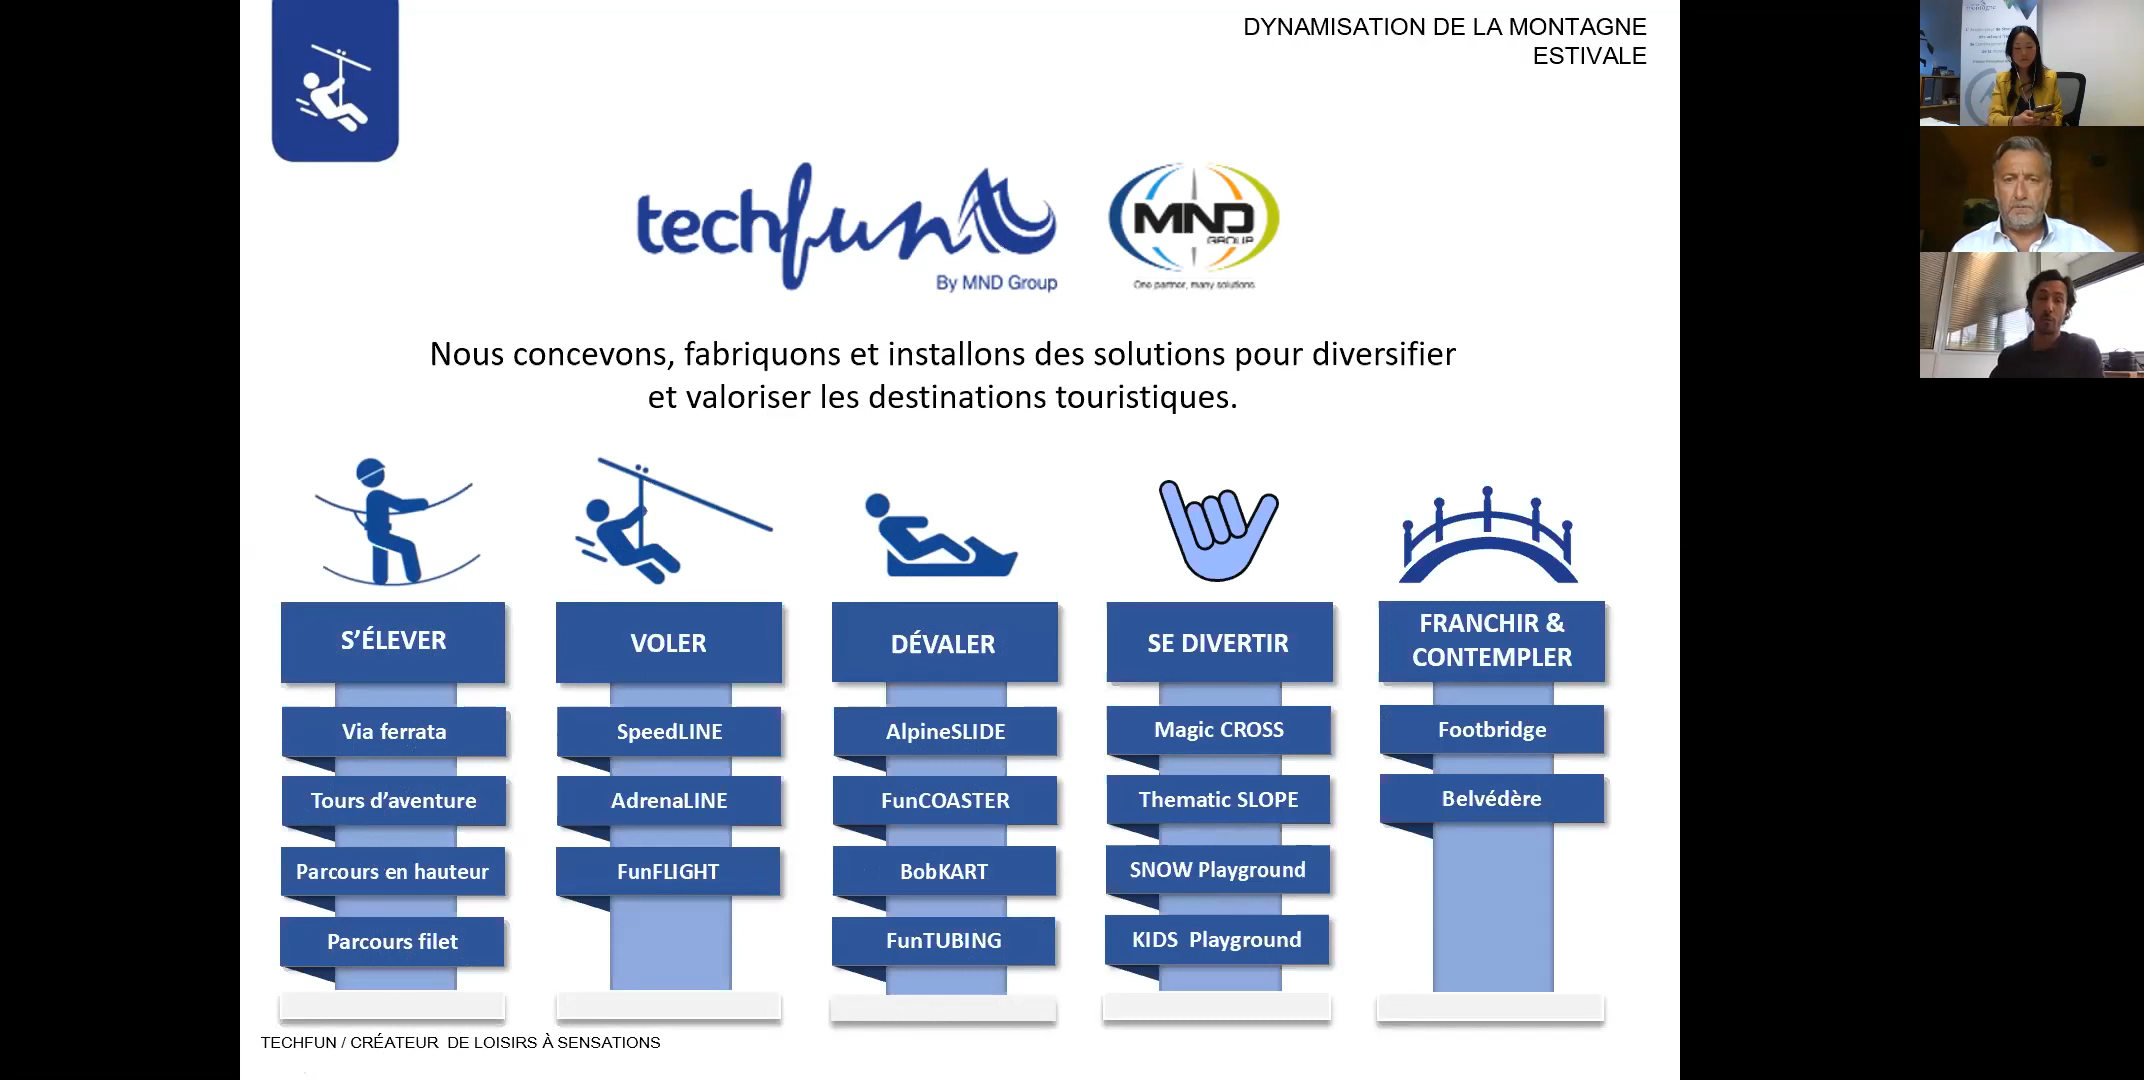 DYNAMISATION DE LA MONTAGNE
ESTIVALE
techfun
By MND Group
MND
GROUP
One partner, many solutions
Nous concevons, fabriquons et installons des solutions pour diversifier
et valoriser les destinations touristiques.
S’ÉLEVER
Via ferrata
Tours d’aventure
Parcours en hauteur
Parcours filet
VOLER
SpeedLINE
AdrenaLINE
FunFLIGHT
DÉVALER
AlpineSLIDE
FunCOASTER
BobKART
FunTUBING
SE DIVERTIR
Magic CROSS
Thematic SLOPE
SNOW Playground
KIDS Playground
FRANCHIR &
CONTEMPLER
Footbridge
Belvédère
TECHFUN / CRÉATEUR DE LOISIRS À SENSATIONS